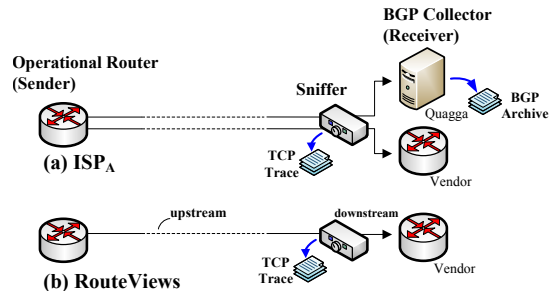 BGP Collector
(Receiver)
Operational Router
(Sender)
Sniffer
Quagga
BGP
Archive
TCP
Trace
(a) ISPA
Vendor
upstream
downstream
TCP
Trace
Vendor
(b) RouteViews